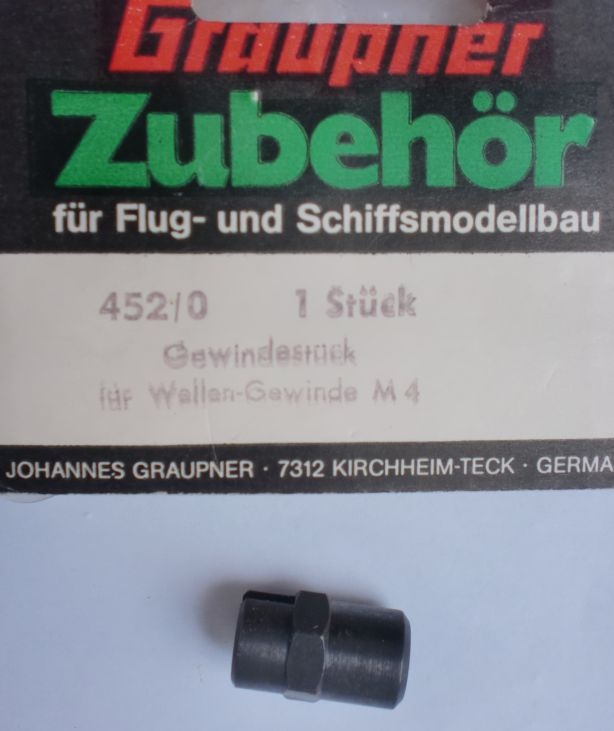 Graupner
Zubehör
für Flug- und Schiffsmodellbau
452/0 1 Stück
Gewindestück
für Wellen-Gewinde M 4
JOHANNES GRAUPNER · 7312 KIRCHHEIM-TECK · GERMA